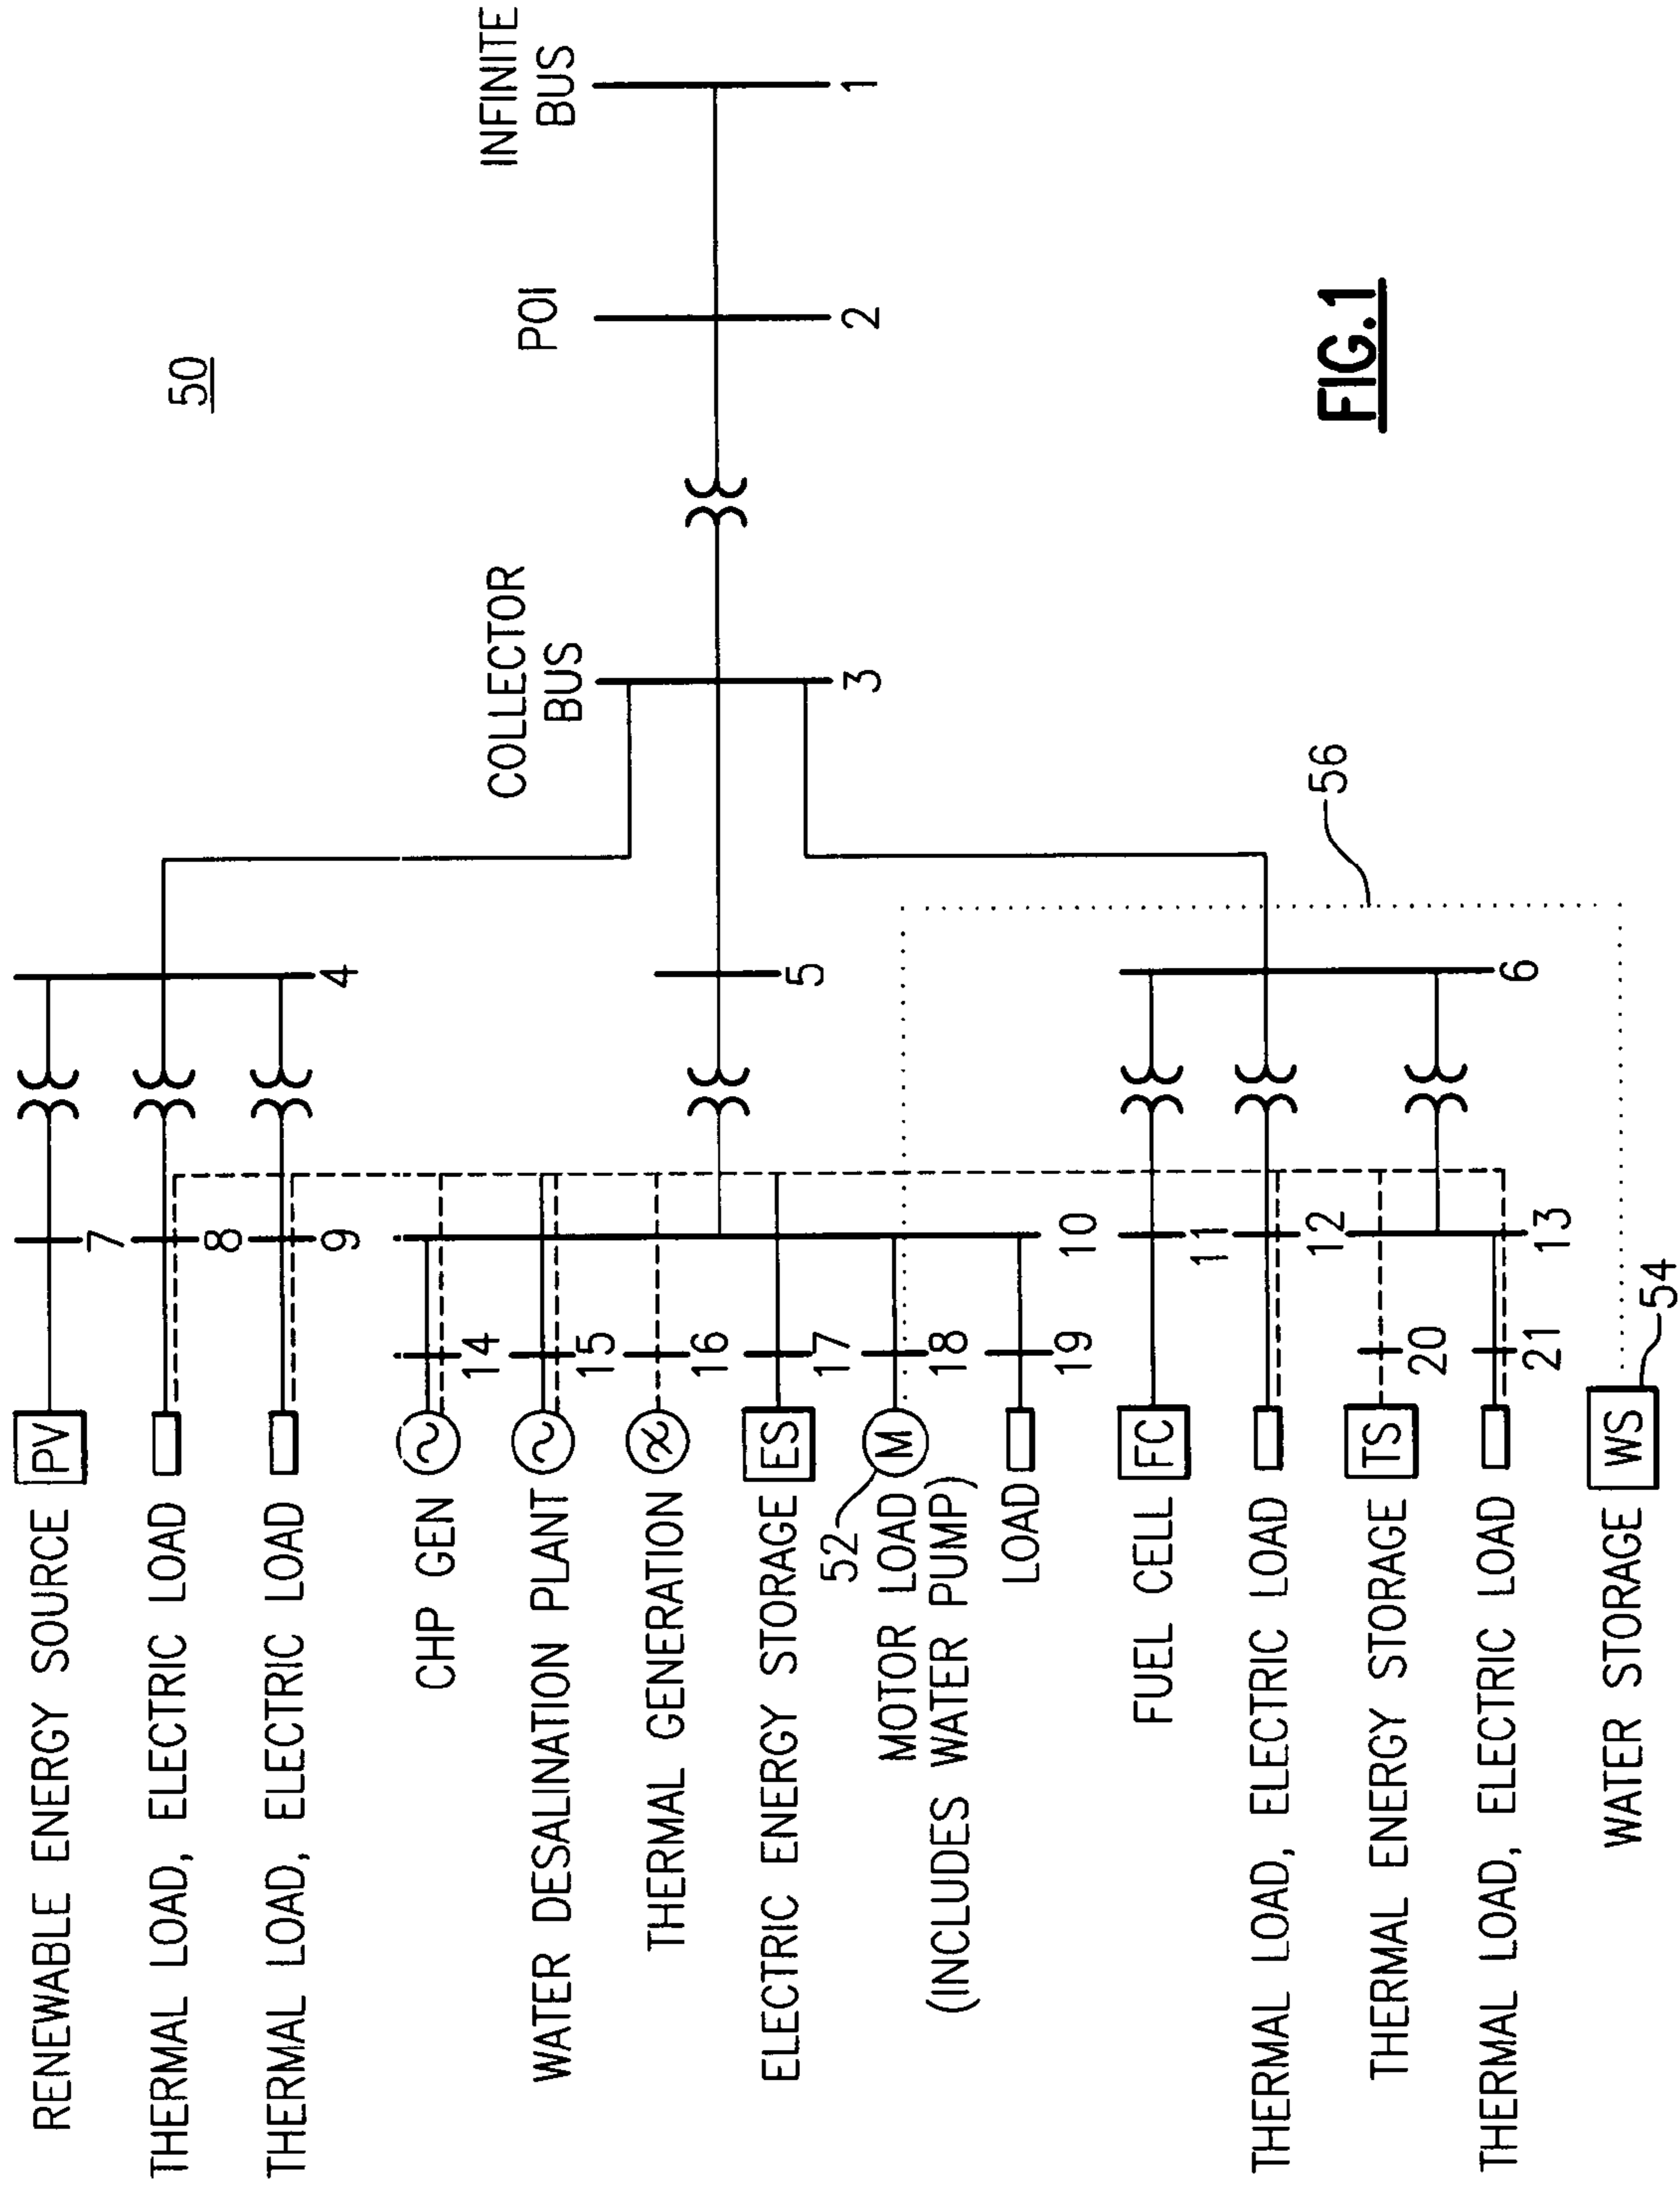 50
INFINITE
BUS
1
POI
2
COLLECTOR
BUS
3
4
5
6
56
7
8
9
10
11
12
13
14
15
16
17
18
19
20
21
RENEWABLE ENERGY SOURCE PV
THERMAL LOAD, ELECTRIC LOAD
THERMAL LOAD, ELECTRIC LOAD
CHP GEN
WATER DESALINATION PLANT
THERMAL GENERATION
ELECTRIC ENERGY STORAGE ES
52
MOTOR LOAD M
(INCLUDES WATER PUMP)
LOAD
FUEL CELL FC
THERMAL LOAD, ELECTRIC LOAD
THERMAL ENERGY STORAGE TS
THERMAL LOAD, ELECTRIC LOAD
WATER STORAGE WS
54
FIG.1